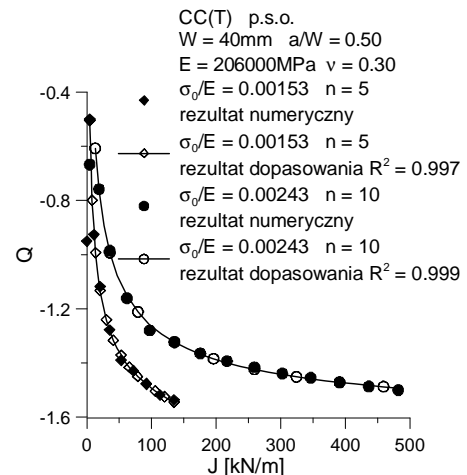 CC(T) p.s.o.
W = 40mm a/W = 0.50
E = 206000MPa ν = 0.30
σ₀/E = 0.00153 n = 5
rezultat numeryczny
σ₀/E = 0.00153 n = 5
rezultat dopasowania R² = 0.997
σ₀/E = 0.00243 n = 10
rezultat numeryczny
σ₀/E = 0.00243 n = 10
rezultat dopasowania R² = 0.999
-0.4
-0.8
-1.2
-1.6
Q
0 100 200 300 400 500
J [kN/m]